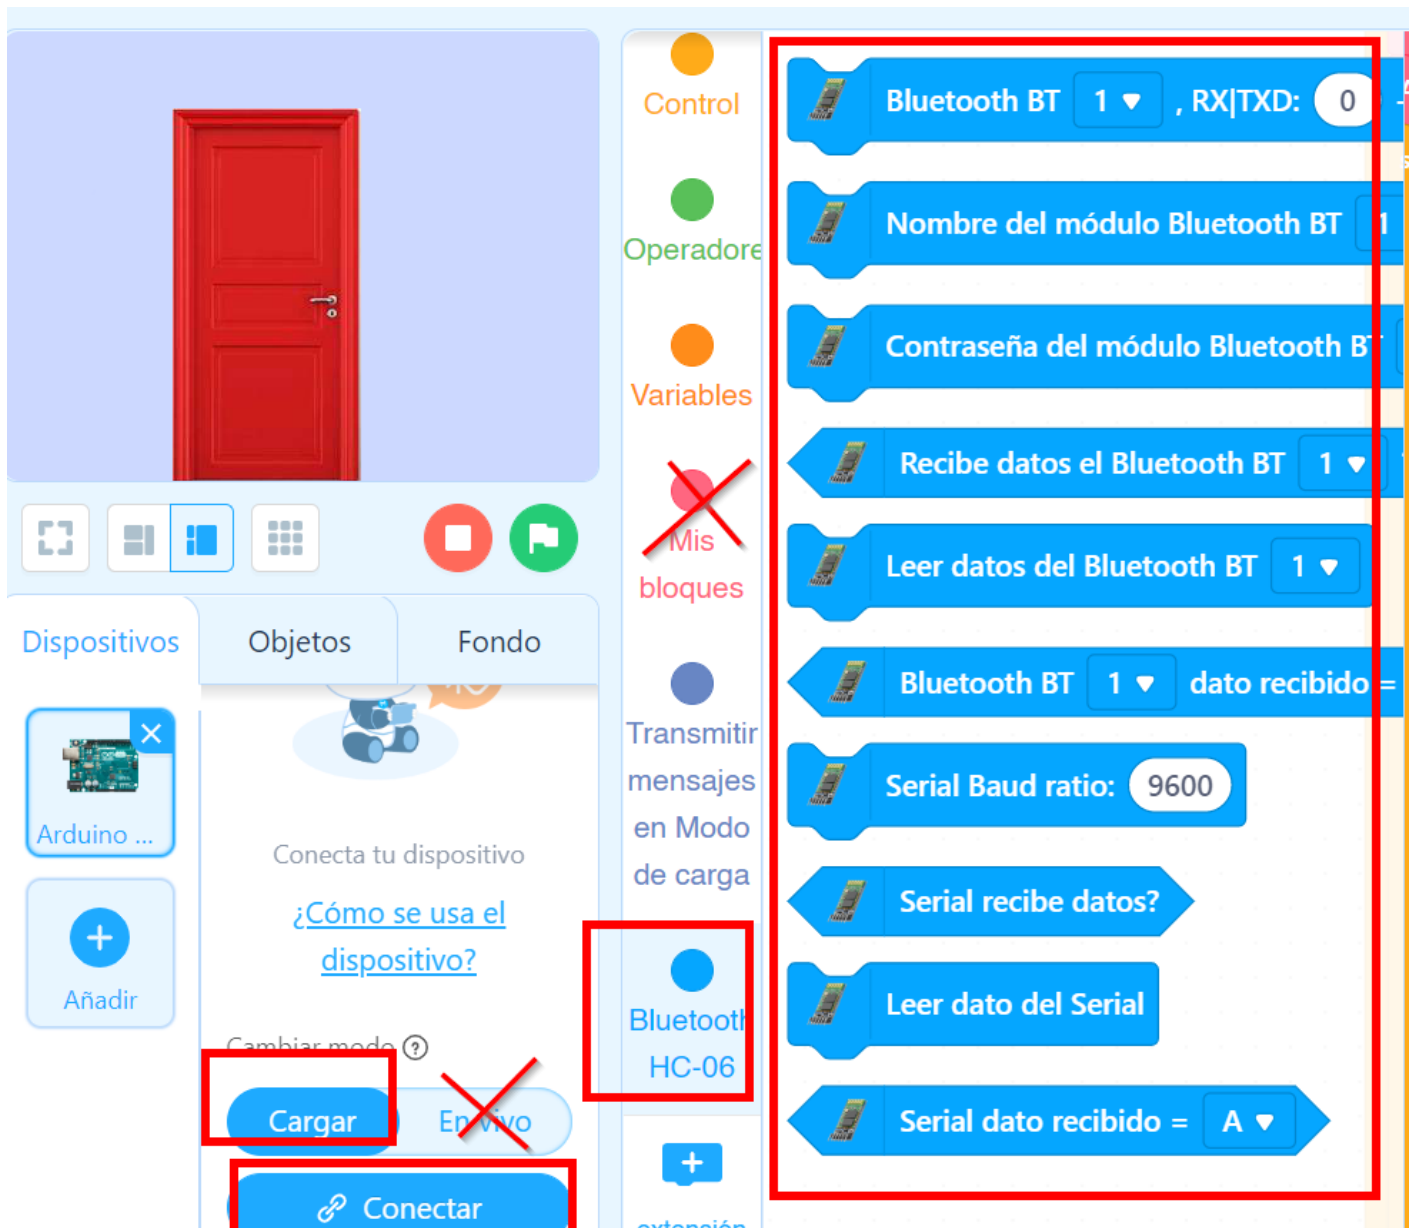 Control
Operadore
Variables
Mis
bloques
Transmitir
mensajes
en Modo
de carga
Bluetooth
HC-06
extensión
Bluetooth BT 1 , RX|TXD: 0
Nombre del módulo Bluetooth BT 1
Contraseña del módulo Bluetooth BT
Recibe datos el Bluetooth BT 1
Leer datos del Bluetooth BT 1
Bluetooth BT 1 dato recibido =
Serial Baud ratio: 9600
Serial recibe datos?
Leer dato del Serial
Serial dato recibido = A
Dispositivos
Objetos
Fondo
Arduino ...
Añadir
Conecta tu dispositivo
¿Cómo se usa el
dispositivo?
Cambiar modo ?
Cargar
En vivo
Conectar